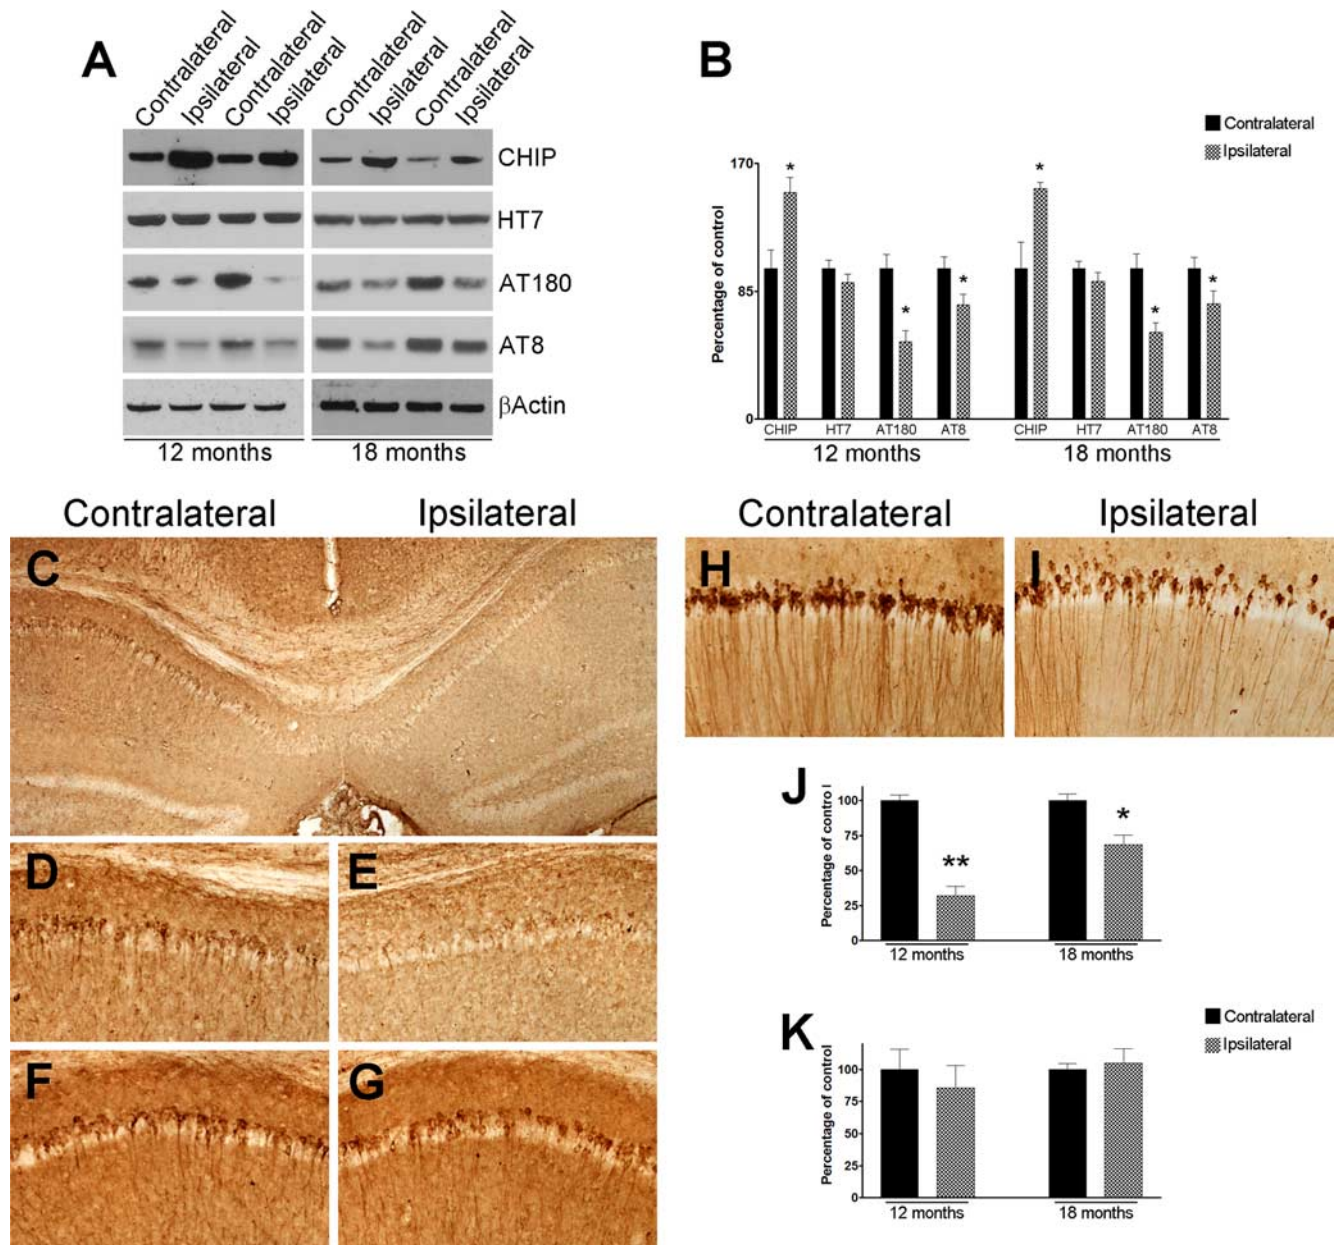 A
Contralateral
Ipsilateral
Contralateral
Ipsilateral
Contralateral
Ipsilateral
Contralateral
Ipsilateral
CHIP
HT7
AT180
AT8
βActin
12 months
18 months
B
Contralateral
Ipsilateral
Percentage of control
170
85
0
* * * * * *
CHIP HT7 AT180 AT8 CHIP HT7 AT180 AT8
12 months 18 months
Contralateral Ipsilateral
C
D
E
F
G
Contralateral Ipsilateral
H
I
J
Percentage of control
100
75
50
25
0
** *
12 months 18 months
K
Contralateral
Ipsilateral
Percentage of control
100
75
50
25
0
12 months 18 months